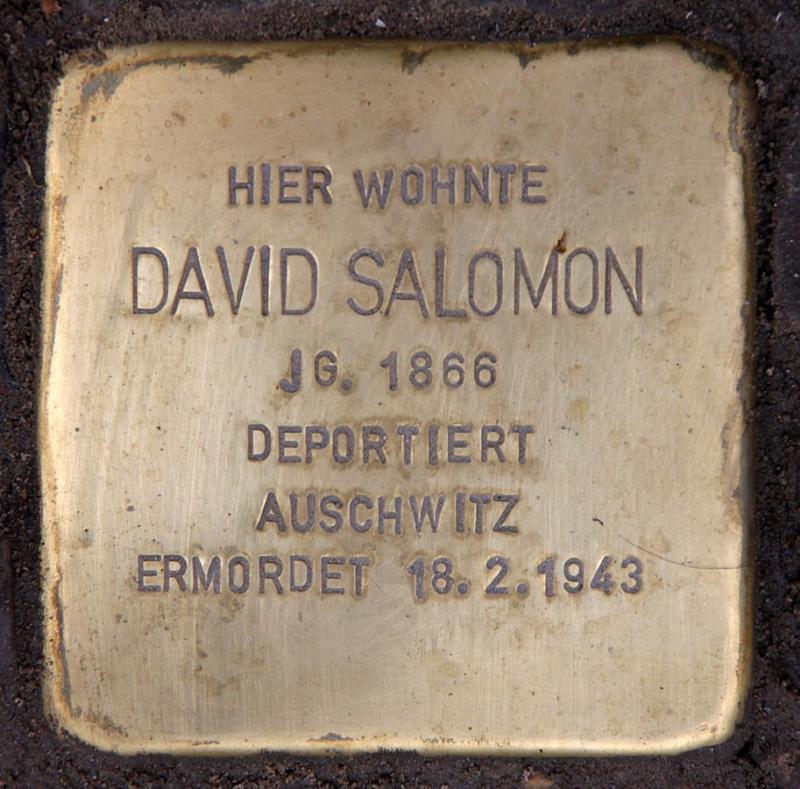 HIER WOHNTE
DAVID SALOMON
JG. 1866
DEPORTIERT
AUSCHWITZ
ERMORDET 18.2.1943